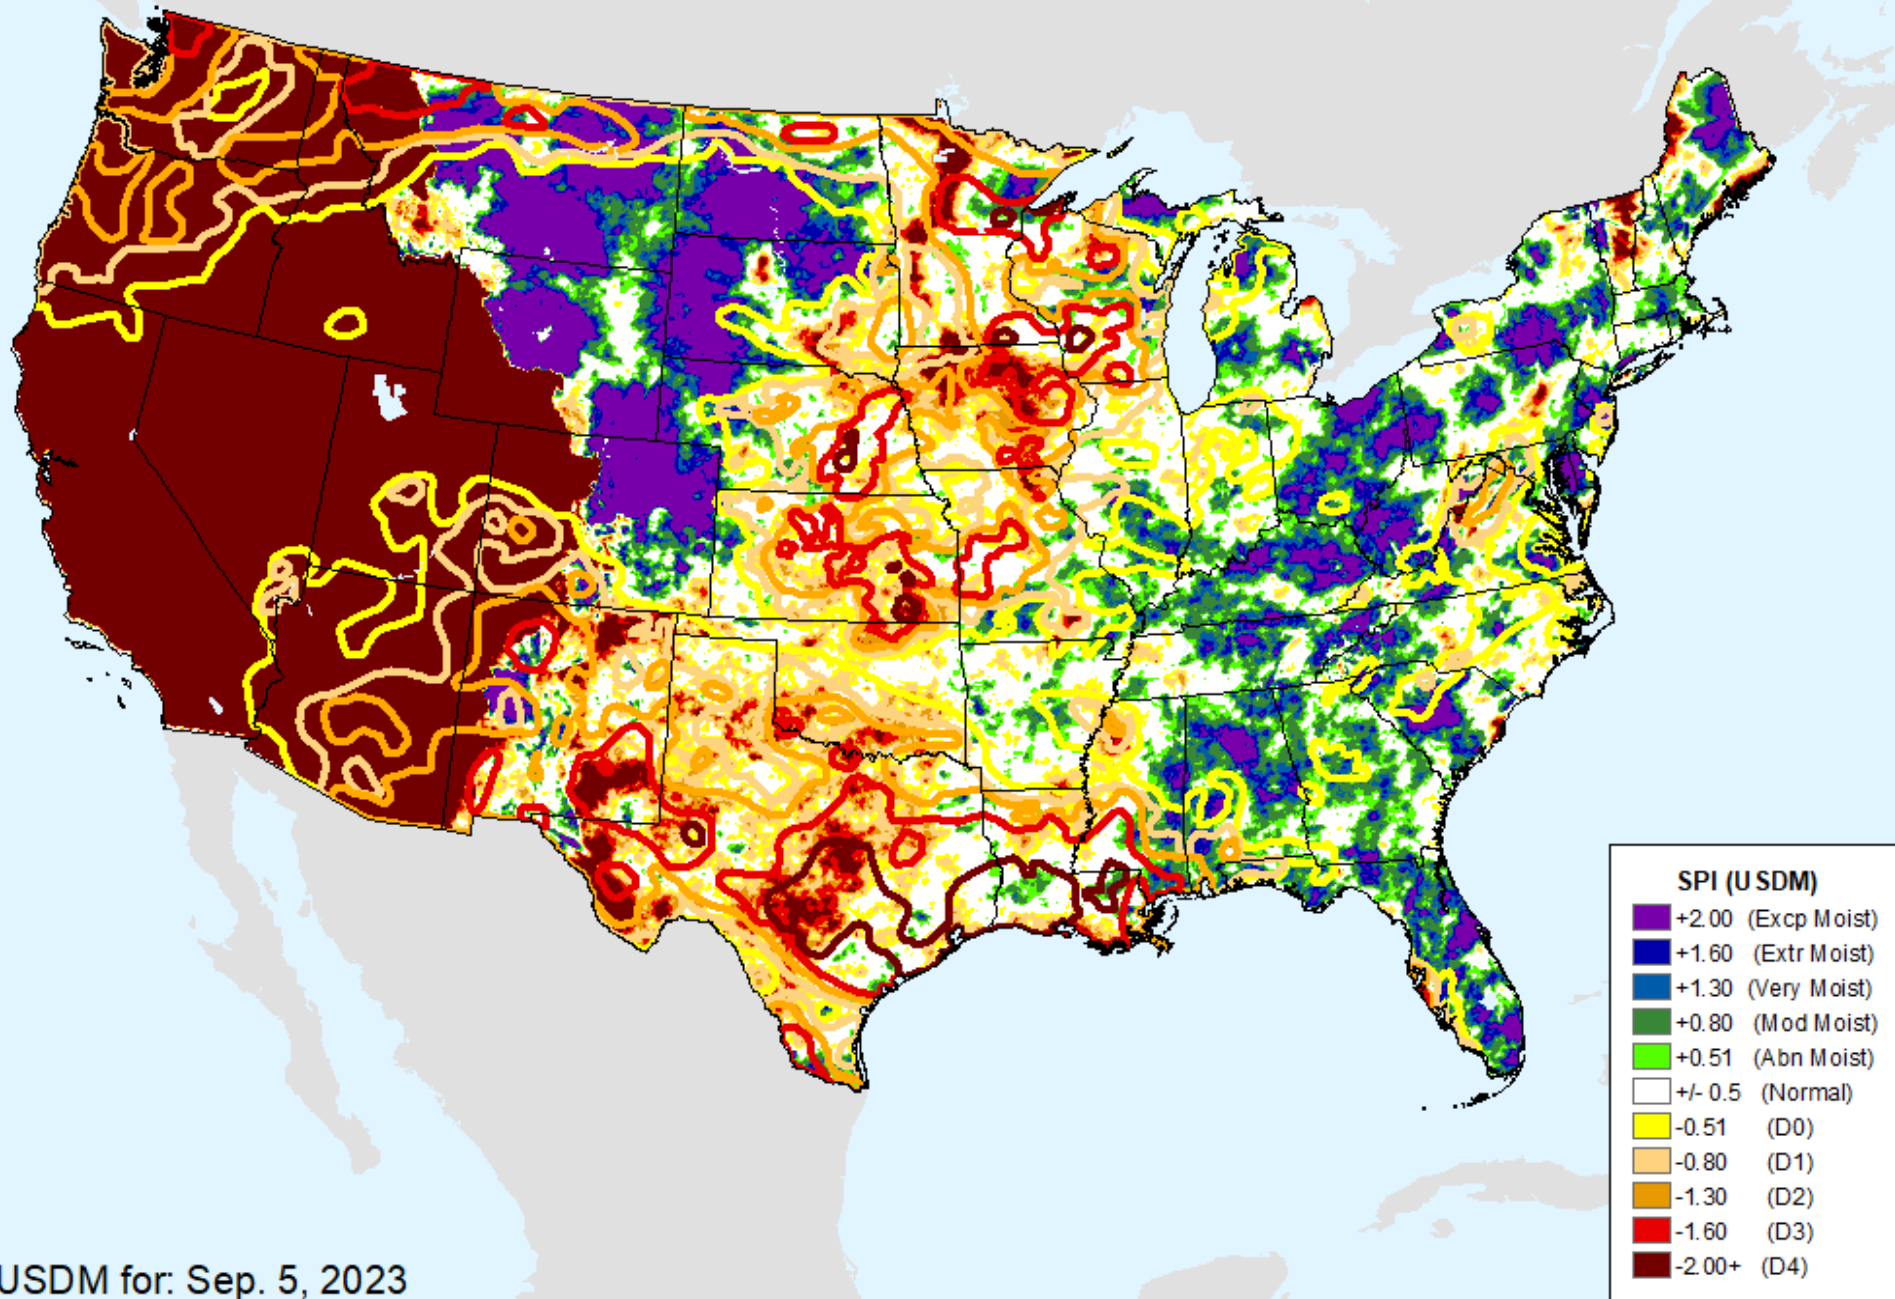 SPI (USDM)
+2.00 (Excp Moist)
+1.60 (Extr Moist)
+1.30 (Very Moist)
+0.80 (Mod Moist)
+0.51 (Abn Moist)
+/- 0.5 (Normal)
-0.51 (D0)
-0.80 (D1)
-1.30 (D2)
-1.60 (D3)
-2.00+ (D4)
USDM for: Sep. 5, 2023